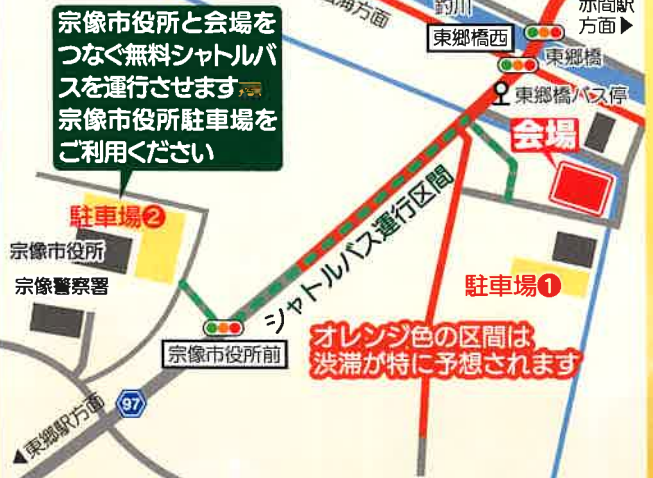 宗像市役所と会場を
つなぐ無料シャトルバ
スを運行させます
宗像市役所駐車場を
ご利用ください
海方面
釣川
赤間駅
方面▶
東郷橋西
東郷橋
東郷橋バス停
会場
駐車場❷
宗像市役所
宗像警察署
シャトルバス運行区間
駐車場❶
宗像市役所前
オレンジ色の区間は
渋滞が特に予想されます
97
▲東郷駅方面